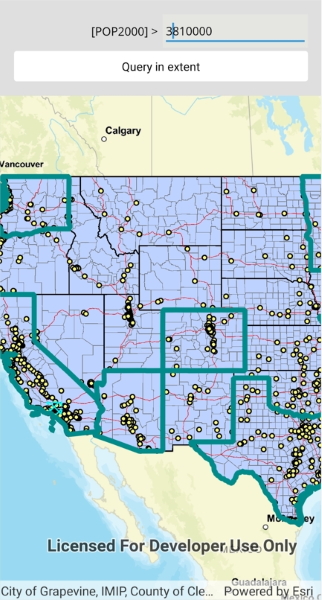 [POP2000] > 3810000
Query in extent
Calgary
Vancouver
Monterrey
Licensed For Developer Use Only
MÉXICO
Guadalajara
City of Grapevine, IMIP, County of Cle... Powered by Esri